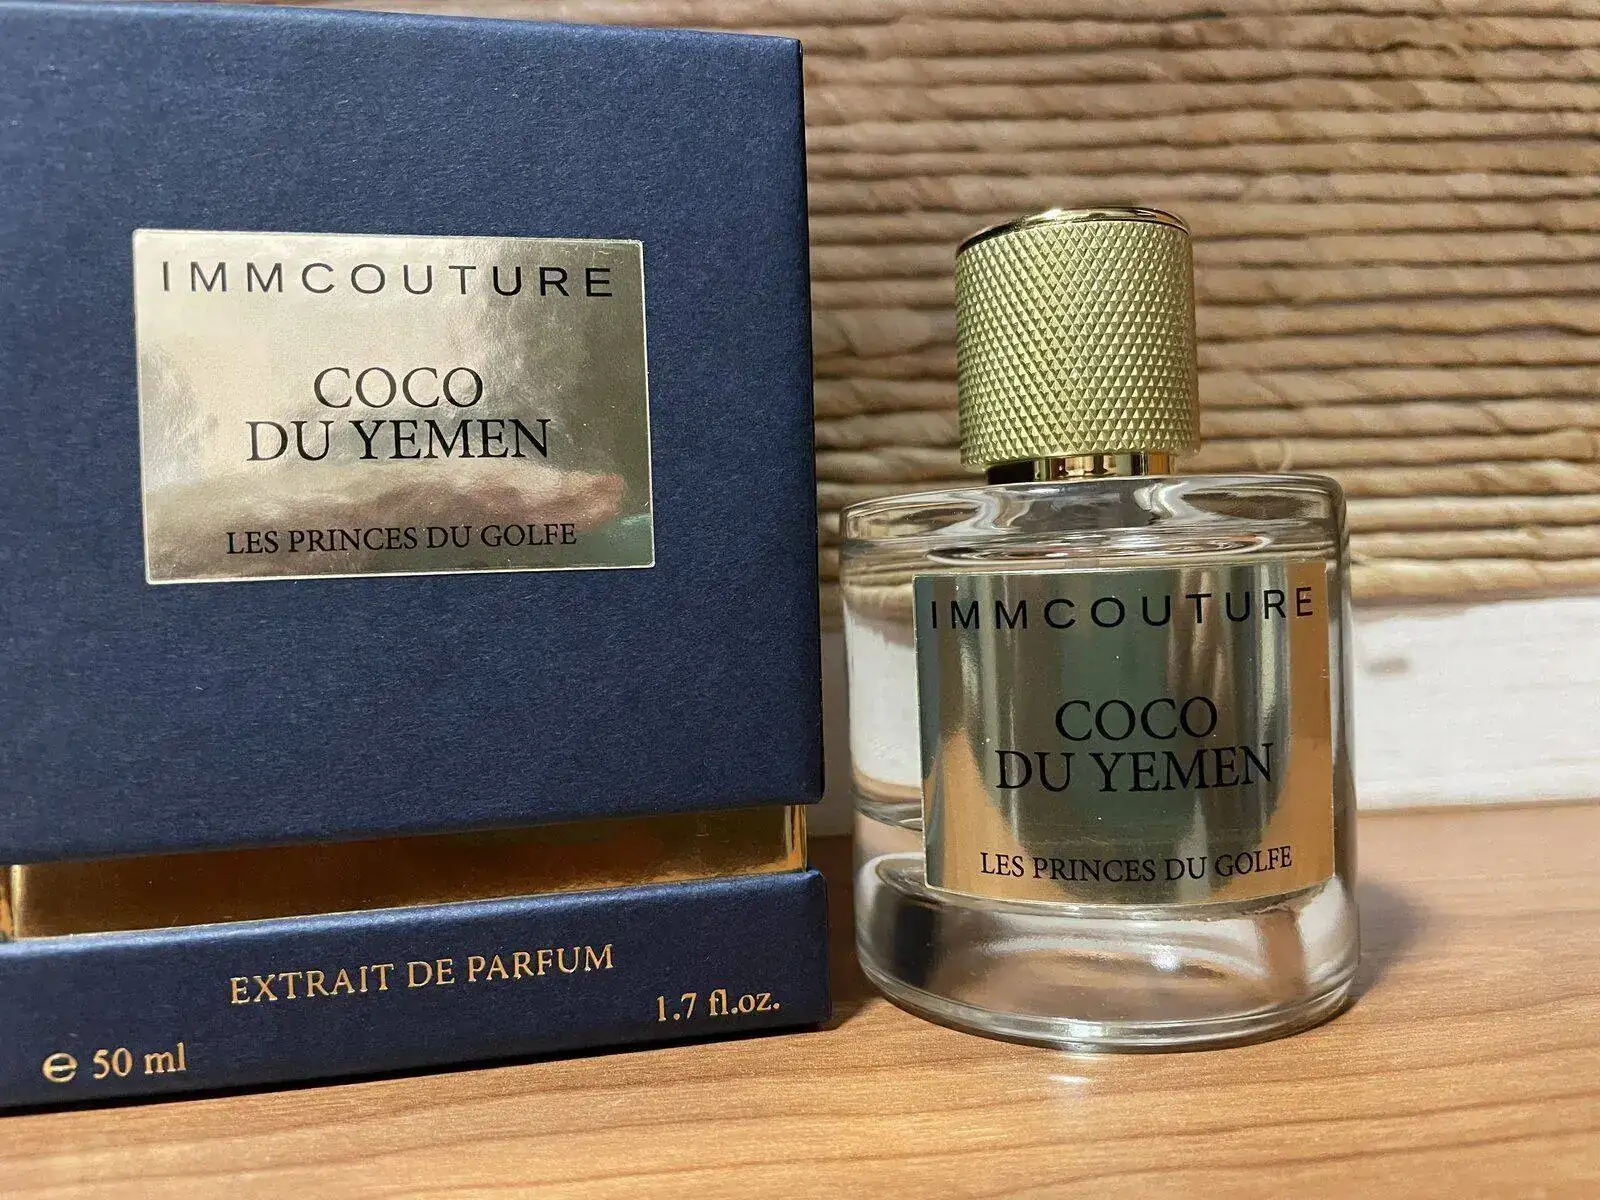 IMMCOUTURE
COCO
DU YEMEN
LES PRINCES DU GOLFE
EXTRAIT DE PARFUM
1.7 fl.oz.
℮ 50 ml
IMMCOUTURE
COCO
DU YEMEN
LES PRINCES DU GOLFE